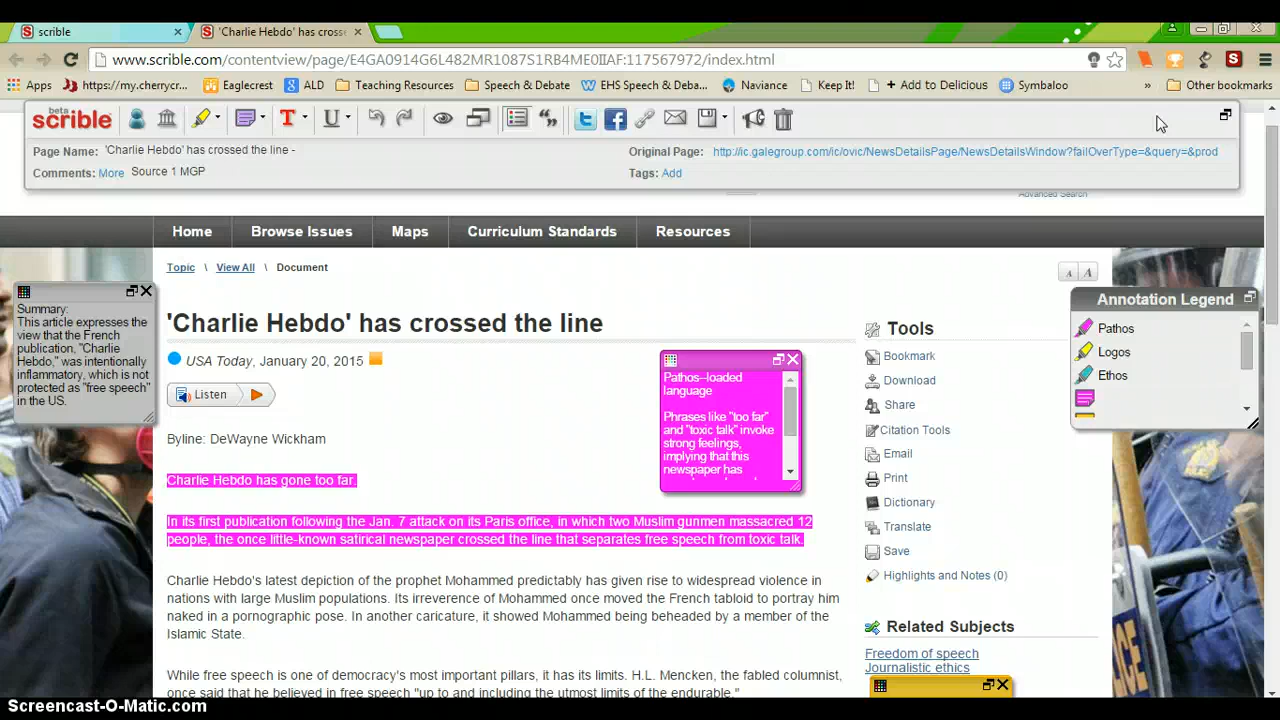 scrible
'Charlie Hebdo' has cross
www.scrible.com/contentview/page/E4GA0914G6L482MR1087S1RB4ME0IIAF:117567972/index.html
Apps
https://my.cherrycr...
Eaglecrest
ALD
Teaching Resources
Speech & Debate
EHS Speech & Deba...
Naviance
Keep It!
+ Add to Delicious
Symbaloo
»
Other bookmarks
beta
scrible
Page Name: 'Charlie Hebdo' has crossed the line -
Original Page: http://ic.galegroup.com/ic/ovic/NewsDetailsPage/NewsDetailsWindow?failOverType=&query=&prod
Comments: More Source 1 MGP
Tags: Add
Advanced Search
Home
Browse Issues
Maps
Curriculum Standards
Resources
Topic \ View All \ Document
A A
Summary:
This article expresses the
view that the French
publication, "Charlie
Hebdo," was intentionally
inflammatory, which is not
protected as "free speech"
in the US.
'Charlie Hebdo' has crossed the line
USA Today, January 20, 2015
Listen
Byline: DeWayne Wickham
Charlie Hebdo has gone too far.
In its first publication following the Jan. 7 attack on its Paris office, in which two Muslim gunmen massacred 12
people, the once little-known satirical newspaper crossed the line that separates free speech from toxic talk.
Charlie Hebdo's latest depiction of the prophet Mohammed predictably has given rise to widespread violence in
nations with large Muslim populations. Its irreverence of Mohammed once moved the French tabloid to portray him
naked in a pornographic pose. In another caricature, it showed Mohammed being beheaded by a member of the
Islamic State.
While free speech is one of democracy's most important pillars, it has its limits. H.L. Mencken, the fabled columnist,
once said that he believed in free speech "up to and including the utmost limits of the endurable."
Pathos--loaded
language
Phrases like "too far"
and "toxic talk" invoke
strong feelings,
implying that this
newspaper has
Tools
Bookmark
Download
Share
Citation Tools
Email
Print
Dictionary
Translate
Save
Highlights and Notes (0)
Related Subjects
Freedom of speech
Journalistic ethics
Annotation Legend
Pathos
Logos
Ethos
Screencast-O-Matic.com